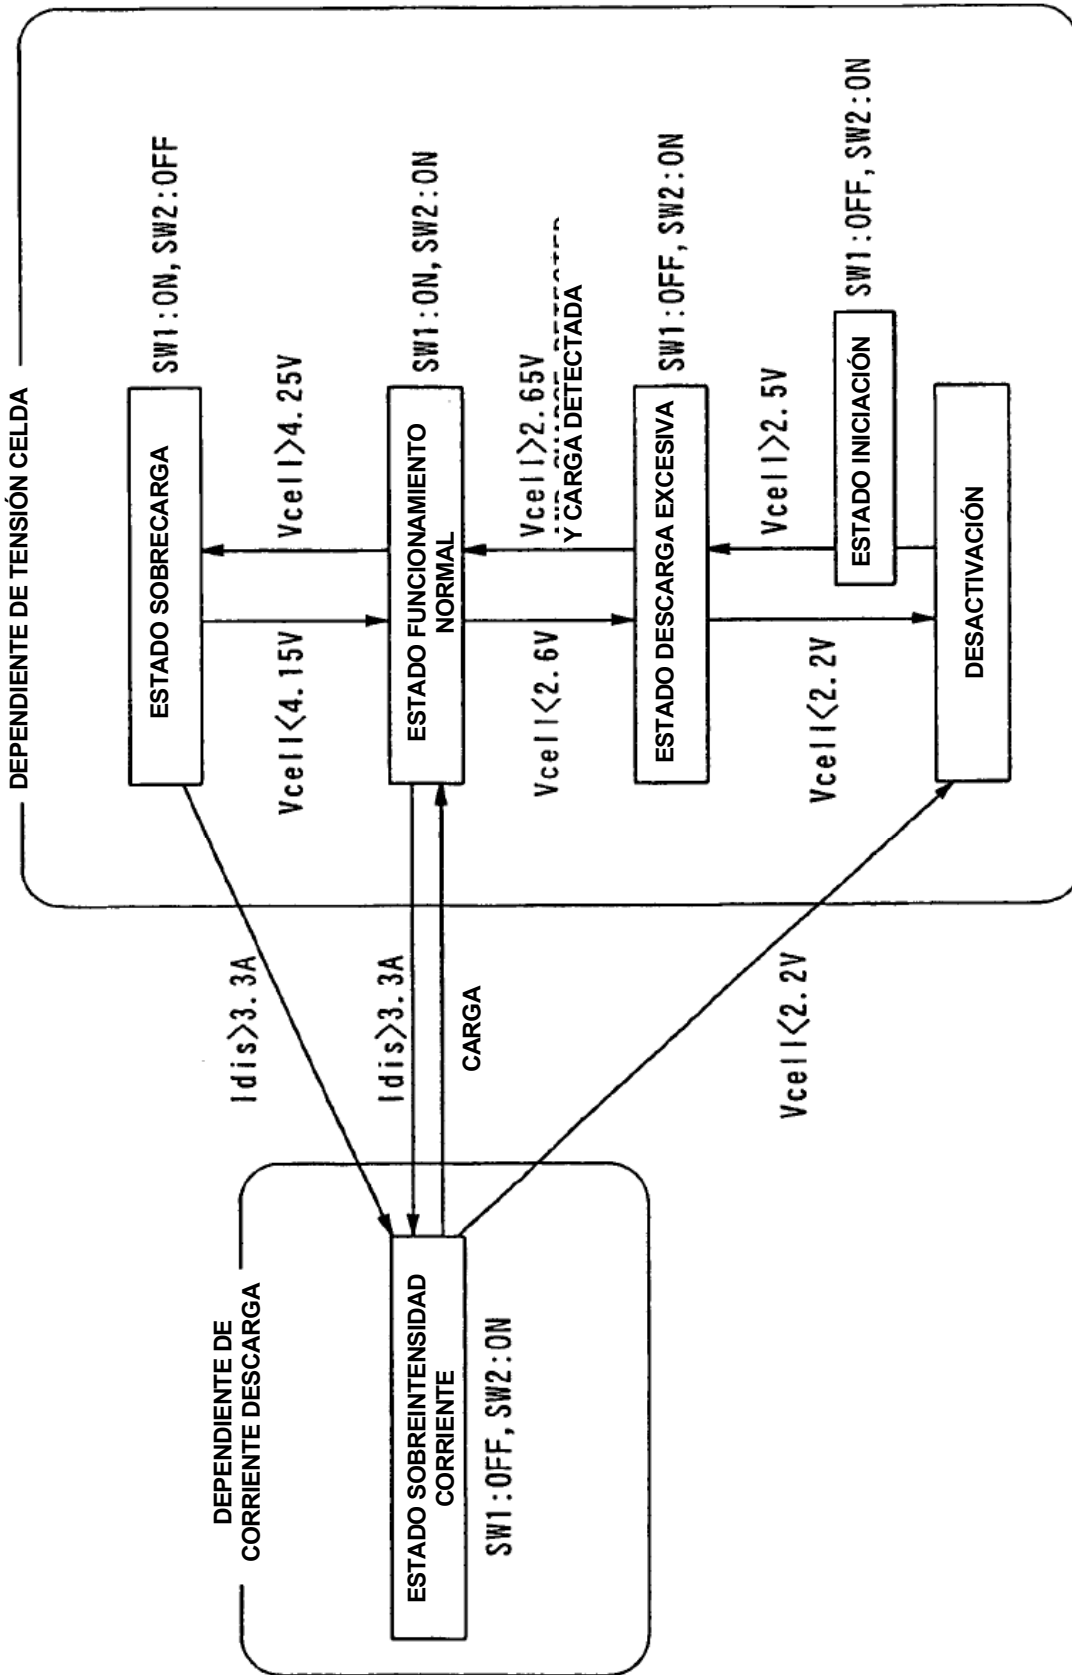 DEPENDIENTE DE TENSIÓN CELDA
ESTADO SOBRECARGA
SW1:ON, SW2:OFF
Vcell<4.15V
Vcell>4.25V
ESTADO FUNCIONAMIENTO
NORMAL
SW1:ON, SW2:ON
Vcell<2.6V
Vcell>2.65V
Y CARGA DETECTADA
ESTADO DESCARGA EXCESIVA
SW1:OFF, SW2:ON
Vcell<2.2V
Vcell>2.5V
ESTADO INICIACIÓN
SW1:OFF, SW2:ON
DESACTIVACIÓN
Idis>3.3A
Idis>3.3A
CARGA
Vcell<2.2V
DEPENDIENTE DE
CORRIENTE DESCARGA
ESTADO SOBREINTENSIDAD
CORRIENTE
SW1:OFF, SW2:ON